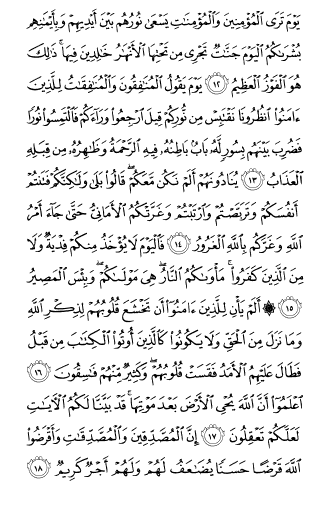 يَوْمَ تَرَى ٱلْمُؤْمِنِينَ وَٱلْمُؤْمِنَٰتِ يَسْعَىٰ نُورُهُم بَيْنَ أَيْدِيهِمْ وَبِأَيْمَٰنِهِم
بُشْرَىٰكُمُ ٱلْيَوْمَ جَنَّٰتٌ تَجْرِى مِن تَحْتِهَا ٱلْأَنْهَٰرُ خَٰلِدِينَ فِيهَا ۚ ذَٰلِكَ
هُوَ ٱلْفَوْزُ ٱلْعَظِيمُ ١٢ يَوْمَ يَقُولُ ٱلْمُنَٰفِقُونَ وَٱلْمُنَٰفِقَٰتُ لِلَّذِينَ
ءَامَنُوا۟ ٱنظُرُونَا نَقْتَبِسْ مِن نُّورِكُمْ قِيلَ ٱرْجِعُوا۟ وَرَآءَكُمْ فَٱلْتَمِسُوا۟ نُورًا
فَضُرِبَ بَيْنَهُم بِسُورٍ لَّهُۥ بَابٌۢ بَاطِنُهُۥ فِيهِ ٱلرَّحْمَةُ وَظَٰهِرُهُۥ مِن قِبَلِهِ
ٱلْعَذَابُ ١٣ يُنَادُونَهُمْ أَلَمْ نَكُن مَّعَكُمْ ۖ قَالُوا۟ بَلَىٰ وَلَٰكِنَّكُمْ فَتَنتُمْ
أَنفُسَكُمْ وَتَرَبَّصْتُمْ وَٱرْتَبْتُمْ وَغَرَّتْكُمُ ٱلْأَمَانِىُّ حَتَّىٰ جَآءَ أَمْرُ
ٱللَّهِ وَغَرَّكُم بِٱللَّهِ ٱلْغَرُورُ ١٤ فَٱلْيَوْمَ لَا يُؤْخَذُ مِنكُمْ فِدْيَةٌ وَلَا
مِنَ ٱلَّذِينَ كَفَرُوا۟ ۚ مَأْوَىٰكُمُ ٱلنَّارُ ۖ هِىَ مَوْلَىٰكُمْ ۖ وَبِئْسَ ٱلْمَصِيرُ
١٥ ۞ أَلَمْ يَأْنِ لِلَّذِينَ ءَامَنُوٓا۟ أَن تَخْشَعَ قُلُوبُهُمْ لِذِكْرِ ٱللَّهِ
وَمَا نَزَلَ مِنَ ٱلْحَقِّ وَلَا يَكُونُوا۟ كَٱلَّذِينَ أُوتُوا۟ ٱلْكِتَٰبَ مِن قَبْلُ
فَطَالَ عَلَيْهِمُ ٱلْأَمَدُ فَقَسَتْ قُلُوبُهُمْ ۖ وَكَثِيرٌ مِّنْهُمْ فَٰسِقُونَ ١٦
ٱعْلَمُوٓا۟ أَنَّ ٱللَّهَ يُحْىِ ٱلْأَرْضَ بَعْدَ مَوْتِهَا ۚ قَدْ بَيَّنَّا لَكُمُ ٱلْءَايَٰتِ
لَعَلَّكُمْ تَعْقِلُونَ ١٧ إِنَّ ٱلْمُصَّدِّقِينَ وَٱلْمُصَّدِّقَٰتِ وَأَقْرَضُوا۟
ٱللَّهَ قَرْضًا حَسَنًا يُضَٰعَفُ لَهُمْ وَلَهُمْ أَجْرٌ كَرِيمٌ ١٨